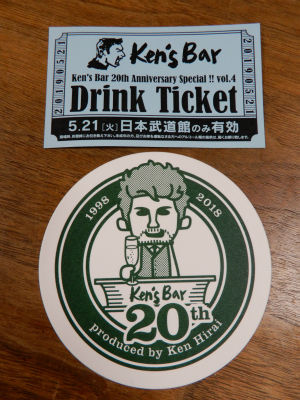 Ken's Bar
Ken's Bar 20th Anniversary Special !! vol.4
Drink Ticket
5.21［火］日本武道館のみ有効
20190521
20190521
1998
2018
Ken's Bar
20th
produced by Ken Hirai